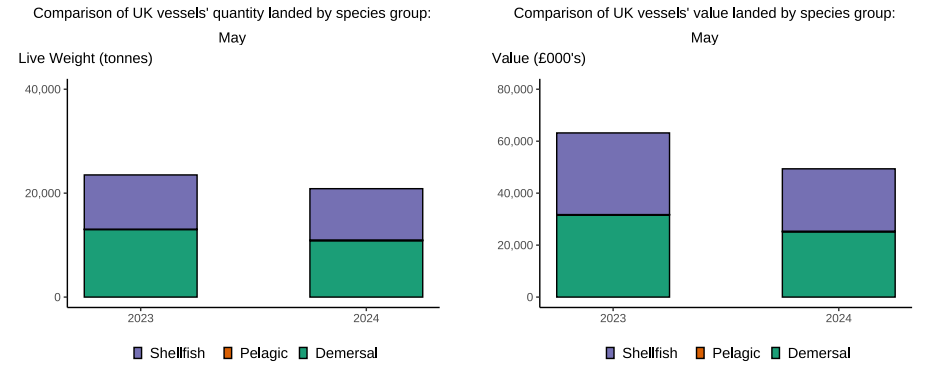 Comparison of UK vessels' quantity landed by species group:
May
Live Weight (tonnes)
40,000
20,000
0
2023
2024
Shellfish Pelagic Demersal
Comparison of UK vessels' value landed by species group:
May
Value (£000's)
80,000
60,000
40,000
20,000
0
2023
2024
Shellfish Pelagic Demersal